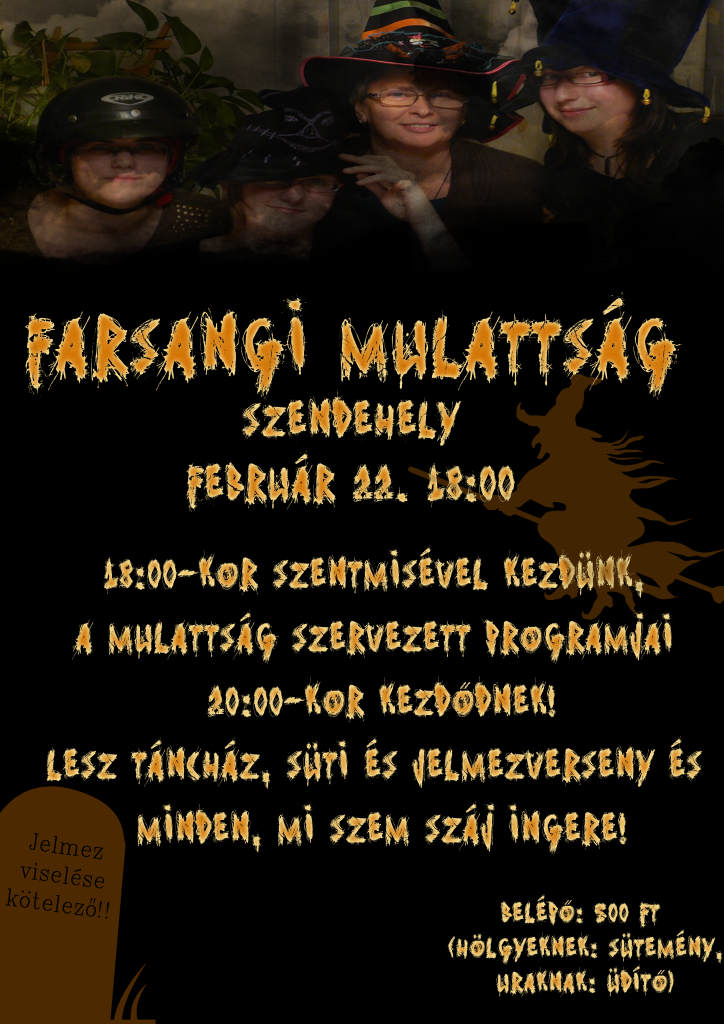 FARSANGI MULATTSÁG
SZENDEHELY
FEBRUÁR 22. 18:00
18:00-KOR SZENTMISÉVEL KEZDÜNK,
A MULATTSÁG SZERVEZETT PROGRAMJAI
20:00-KOR KEZDŐDNEK!
LESZ TÁNCHÁZ, SÜTI ÉS JELMEZVERSENY ÉS
MINDEN, MI SZEM SZÁJ INGERE!
Jelmez
viselése
kötelező!!
BELÉPŐ: 500 FT
(HÖLGYEKNEK: SÜTEMÉNY,
URAKNAK: ÜDÍTŐ)